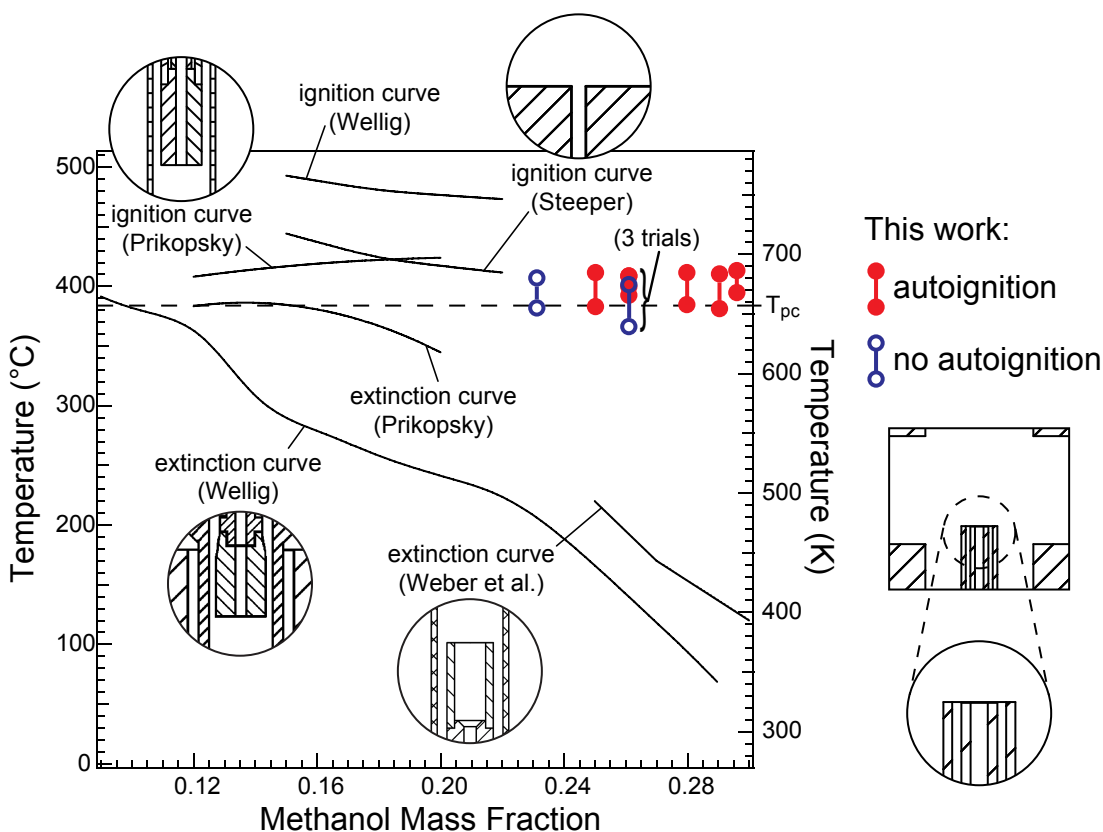 ignition curve
(Wellig)
ignition curve
(Steeper)
ignition curve
(Prikopsky)
(3 trials)
T_pc
extinction curve
(Prikopsky)
extinction curve
(Wellig)
extinction curve
(Weber et al.)
Temperature (°C)
500
400
300
200
100
0
0.12
0.16
0.20
0.24
0.28
Methanol Mass Fraction
700
600
500
400
300
Temperature (K)
This work:
autoignition
no autoignition